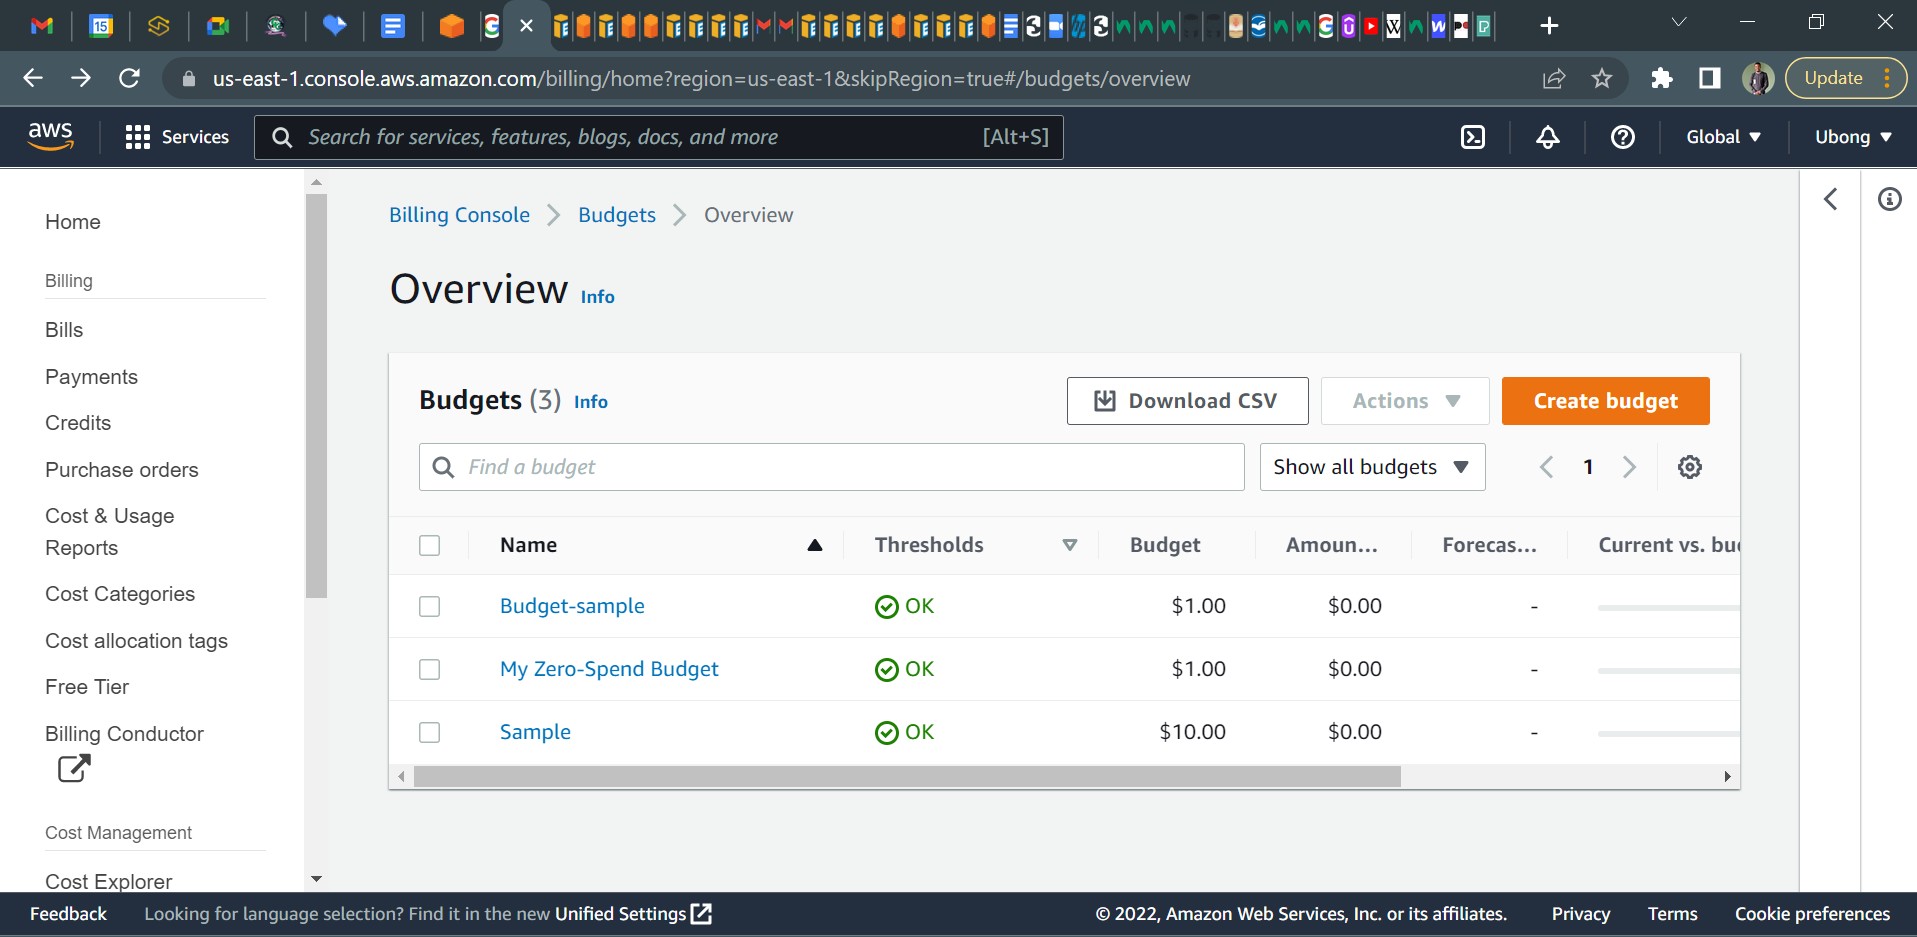 15
us-east-1.console.aws.amazon.com/billing/home?region=us-east-1&skipRegion=true#/budgets/overview
Update
aws
Services
Search for services, features, blogs, docs, and more
[Alt+S]
Global
Ubong
Home
Billing
Bills
Payments
Credits
Purchase orders
Cost & Usage
Reports
Cost Categories
Cost allocation tags
Free Tier
Billing Conductor
Cost Management
Cost Explorer
Billing Console
Budgets
Overview
Overview Info
Budgets (3) Info
Download CSV
Actions
Create budget
Find a budget
Show all budgets
1
Name Thresholds Budget Amoun... Forecas... Current vs. bu
Budget-sample OK $1.00 $0.00 -
My Zero-Spend Budget OK $1.00 $0.00 -
Sample OK $10.00 $0.00 -
Feedback
Looking for language selection? Find it in the new Unified Settings
© 2022, Amazon Web Services, Inc. or its affiliates.
Privacy
Terms
Cookie preferences